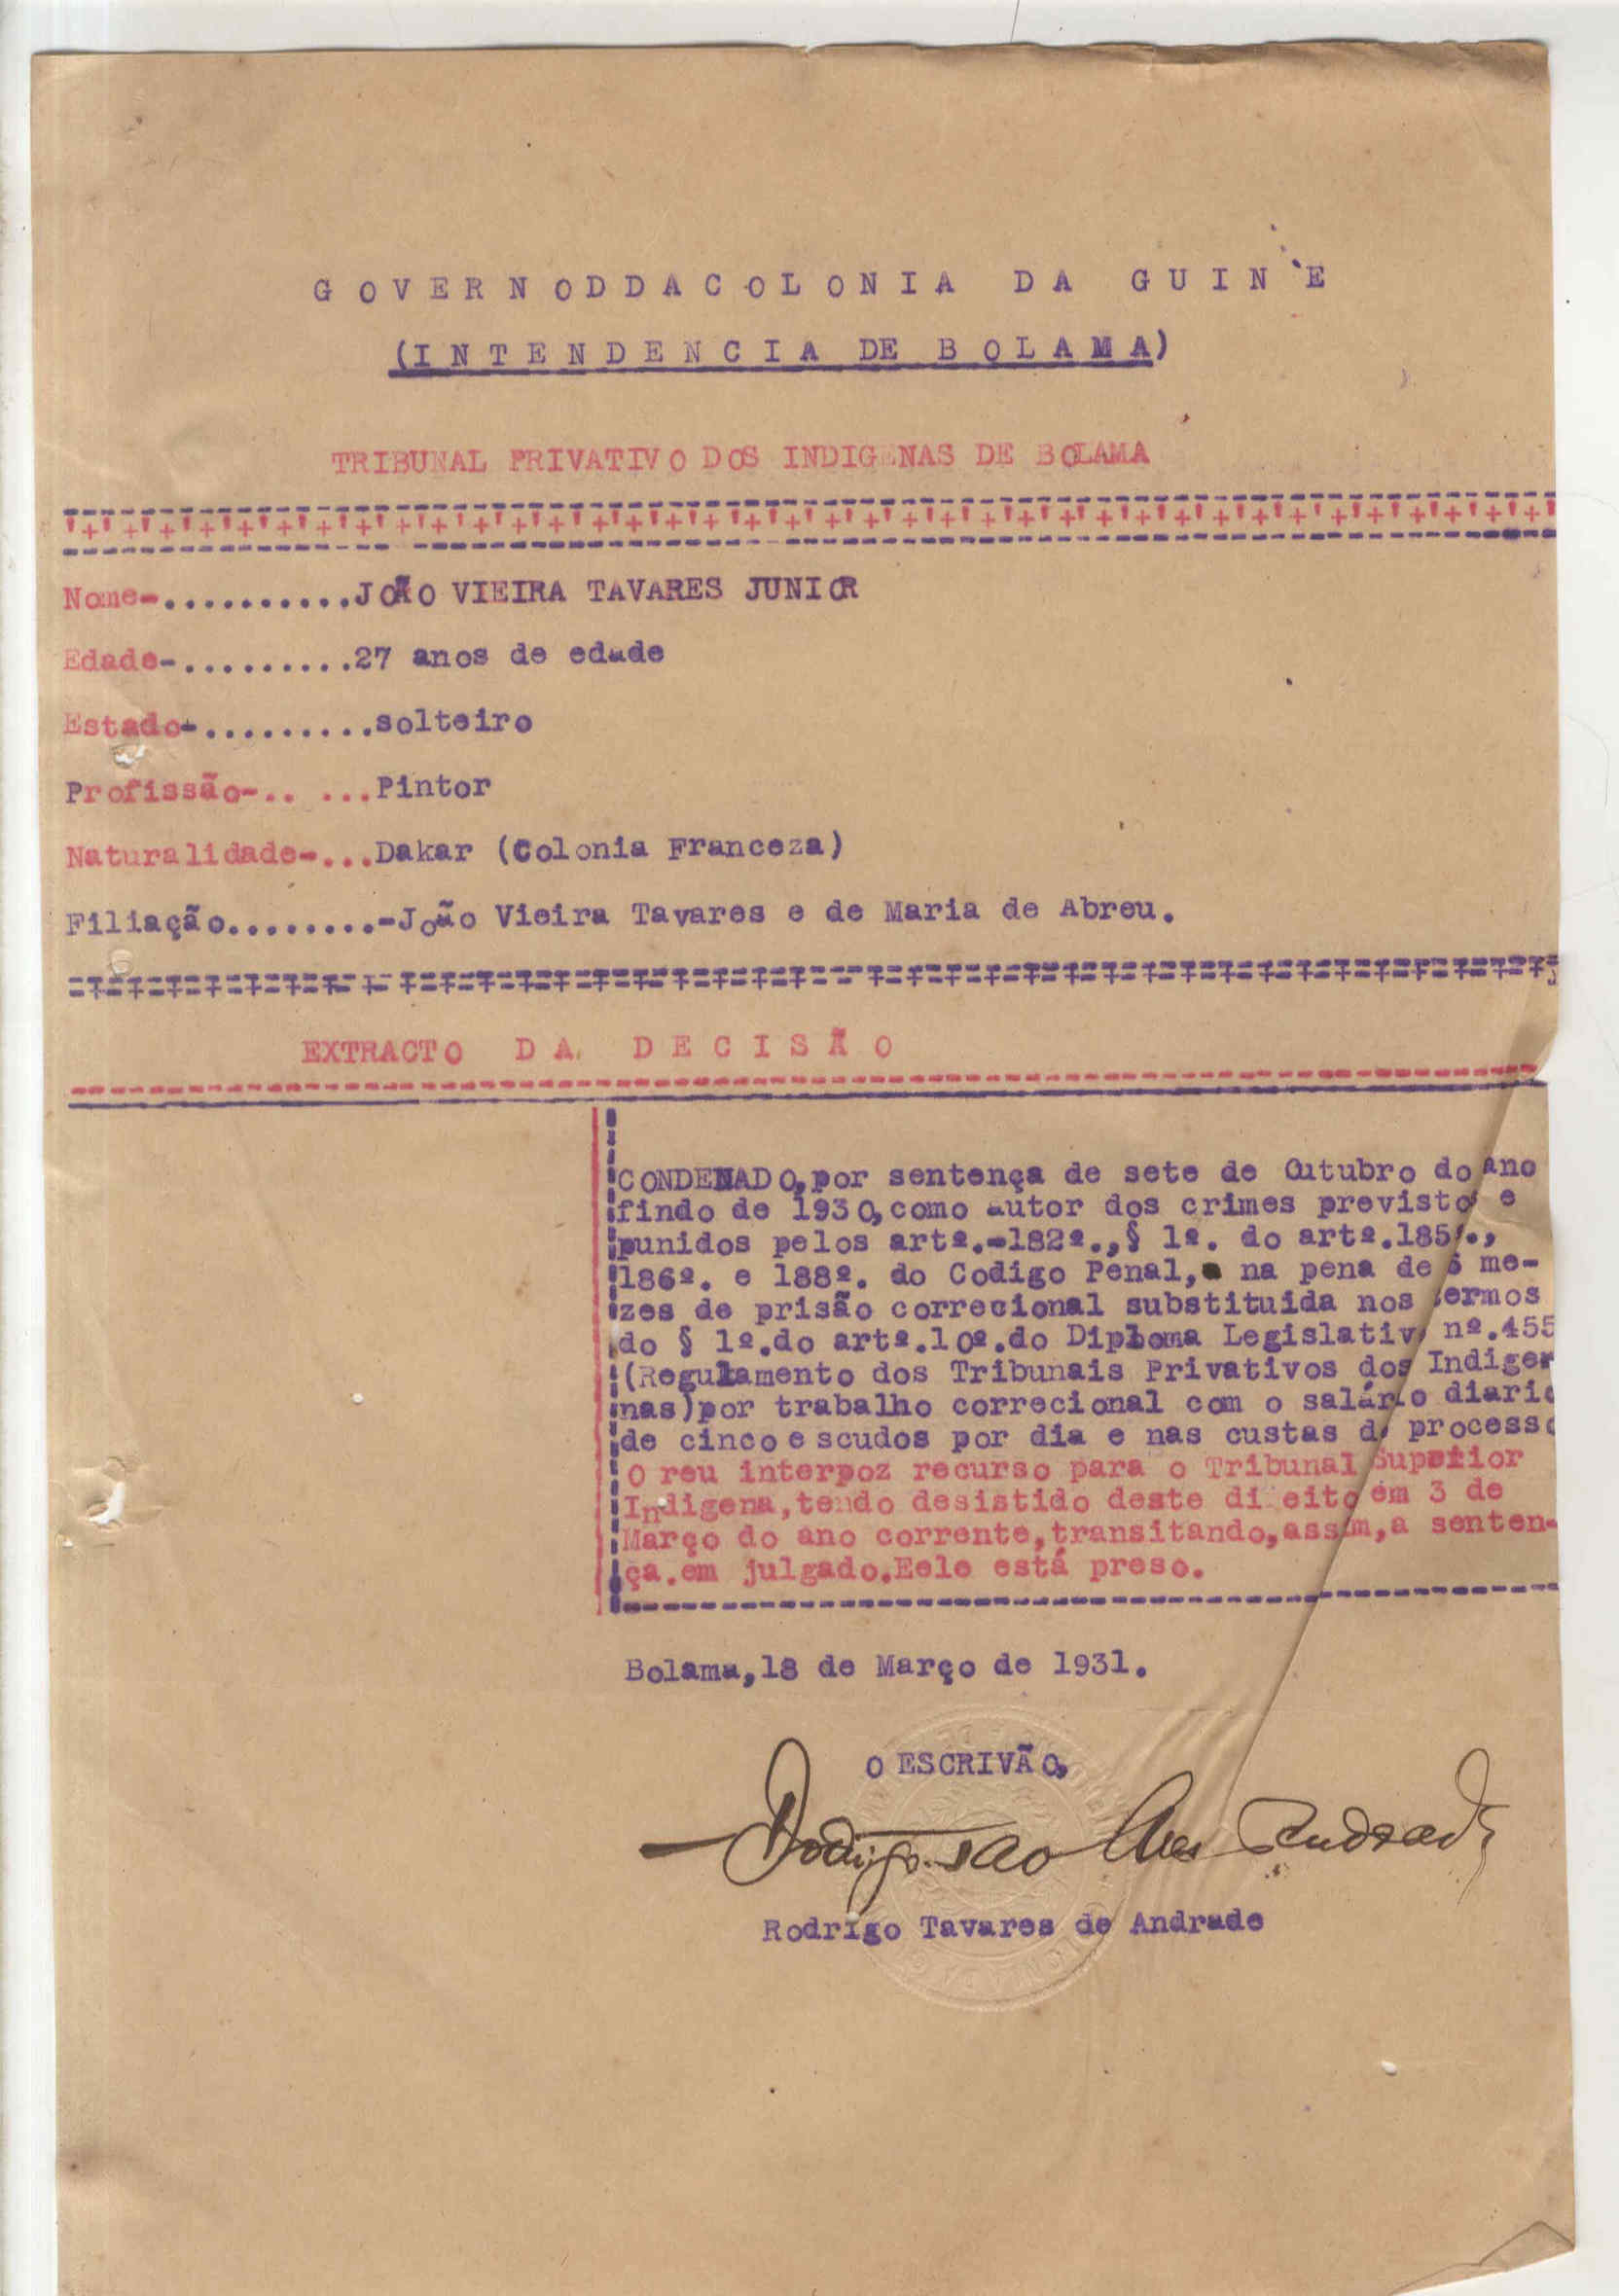 G O V E R N O D D A C O L O N I A   D A   G U I N ` E
(I N T E N D E N C I A DE B O L A M A)
TRIBUNAL PRIVATIVO DOS INDIGENAS DE BOLAMA
Nome-..........JOÃO VIEIRA TAVARES JUNIOR
Edade-.........27 anos de edade
Estado-.........solteiro
Profissão-.. ...Pintor
Naturalidade-...Dakar (Colonia Franceza)
Filiação........-João Vieira Tavares e de Maria de Abreu.
EXTRACTO D A D E C I S Ã O
CONDENADO,por sentença de sete de Outubro do ano
findo de 1930,como autor dos crimes previstos e
punidos pelos artº.-182º.,§ 1º. do artº.185º.,
186º. e 188º. do Codigo Penal, na pena de me-
zes de prisão correcional substituida nos termos
do § 1º.do artº.10º.do Diploma Legislativo nº.455
(Regulamento dos Tribunais Privativos dos Indige-
nas)por trabalho correcional com o salário diario
de cinco escudos por dia e nas custas do processo
O reu interpoz recurso para o Tribunal Superior
Indigena,tendo desistido deste direito em 3 de
Março do ano corrente,transitando,assim,a senten-
ça.em julgado.Eele está preso.
Bolama,18 de Março de 1931.
O ESCRIVÃO,
Rodrigo Tavares de Andrade